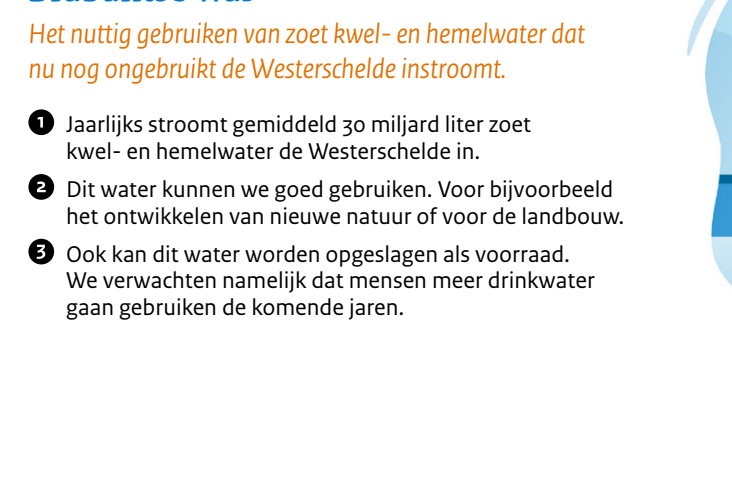 Brabantse Wal
Het nuttig gebruiken van zoet kwel- en hemelwater dat
nu nog ongebruikt de Westerschelde instroomt.
1 Jaarlijks stroomt gemiddeld 30 miljard liter zoet
kwel- en hemelwater de Westerschelde in.
2 Dit water kunnen we goed gebruiken. Voor bijvoorbeeld
het ontwikkelen van nieuwe natuur of voor de landbouw.
3 Ook kan dit water worden opgeslagen als voorraad.
We verwachten namelijk dat mensen meer drinkwater
gaan gebruiken de komende jaren.